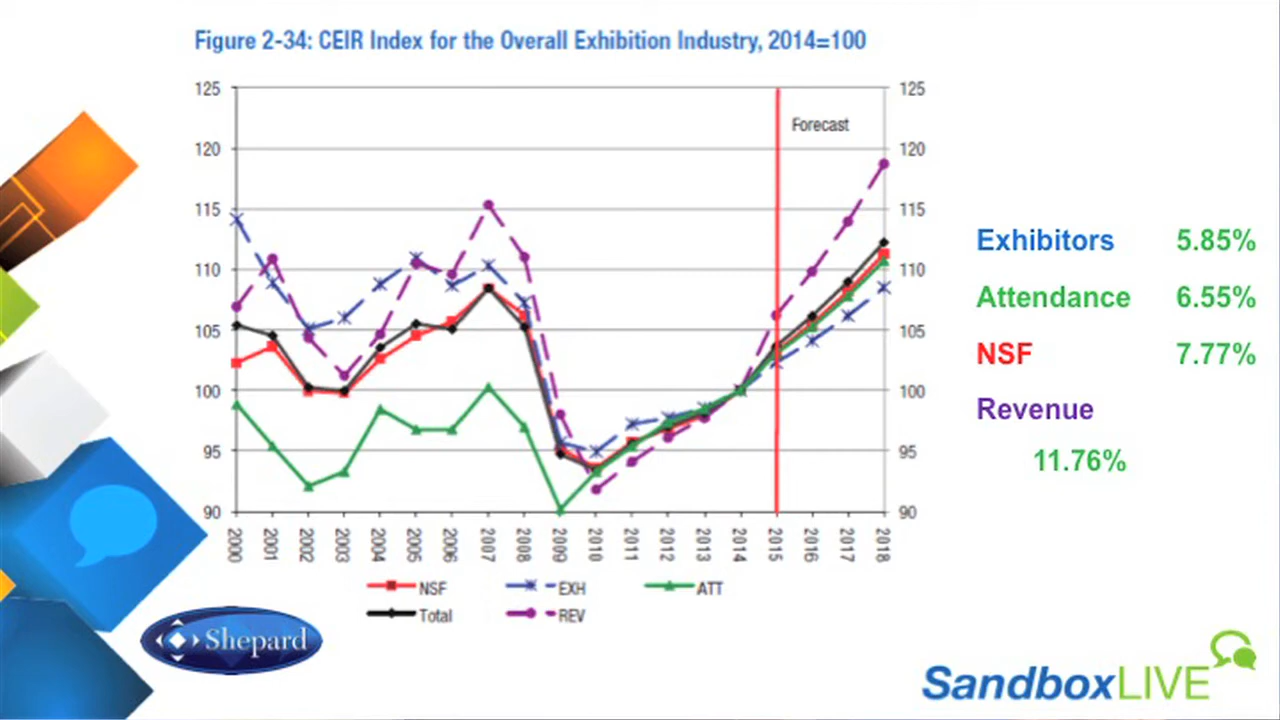 Figure 2-34: CEIR Index for the Overall Exhibition Industry, 2014=100
125 125
Forecast
120 120
115 115
110 110
105 105
100 100
95 95
90 90
2000 2001 2002 2003 2004 2005 2006 2007 2008 2009 2010 2011 2012 2013 2014 2015 2016 2017 2018
NSF EXH ATT
Total REV
Exhibitors 5.85%
Attendance 6.55%
NSF 7.77%
Revenue
11.76%
Shepard
SandboxLIVE